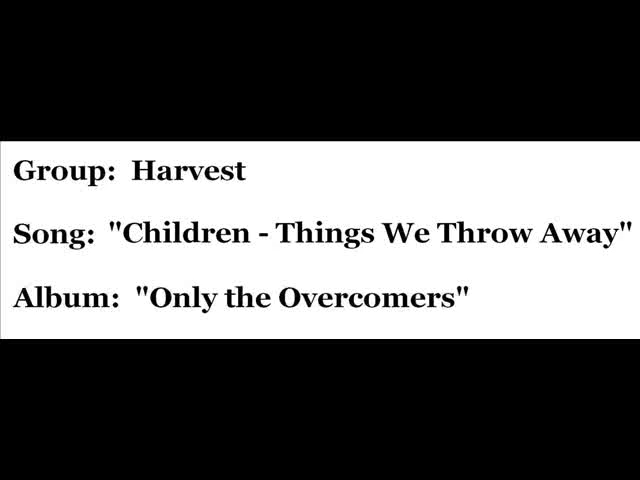 Group: Harvest
Song: "Children - Things We Throw Away"
Album: "Only the Overcomers"